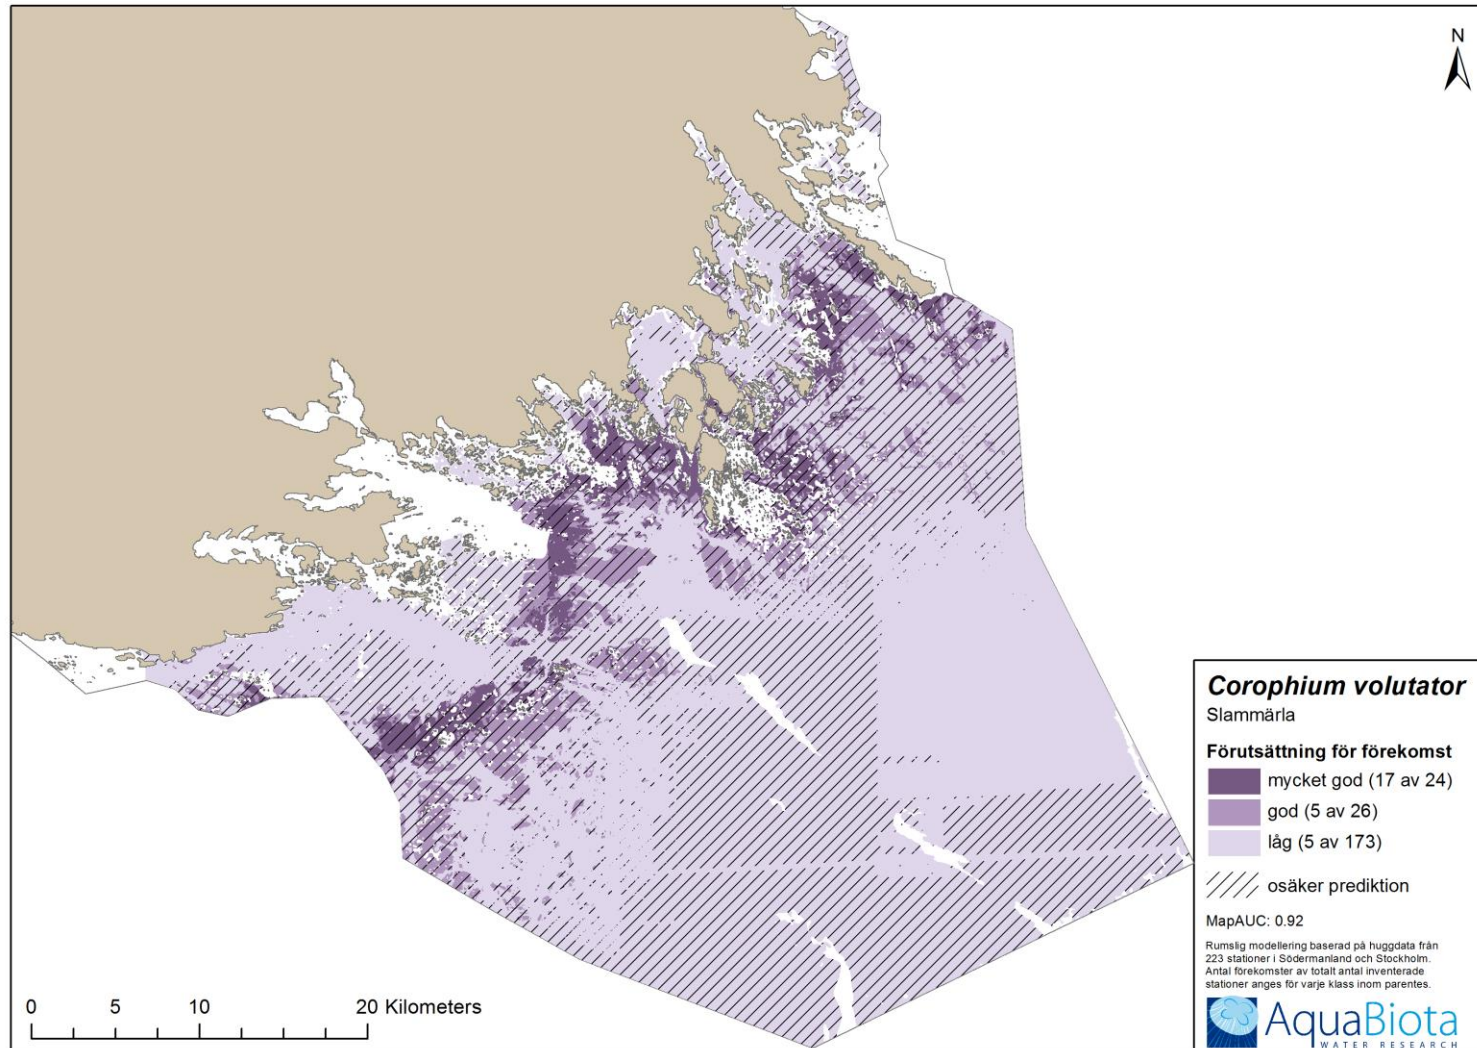 N
Corophium volutator
Slammärla
Förutsättning för förekomst
mycket god (17 av 24)
god (5 av 26)
låg (5 av 173)
osäker prediktion
MapAUC: 0.92
Rumslig modellering baserad på huggdata från
223 stationer i Södermanland och Stockholm.
Antal förekomster av totalt antal inventerade
stationer anges för varje klass inom parentes.
AquaBiota
WATER RESEARCH
0 5 10 20 Kilometers